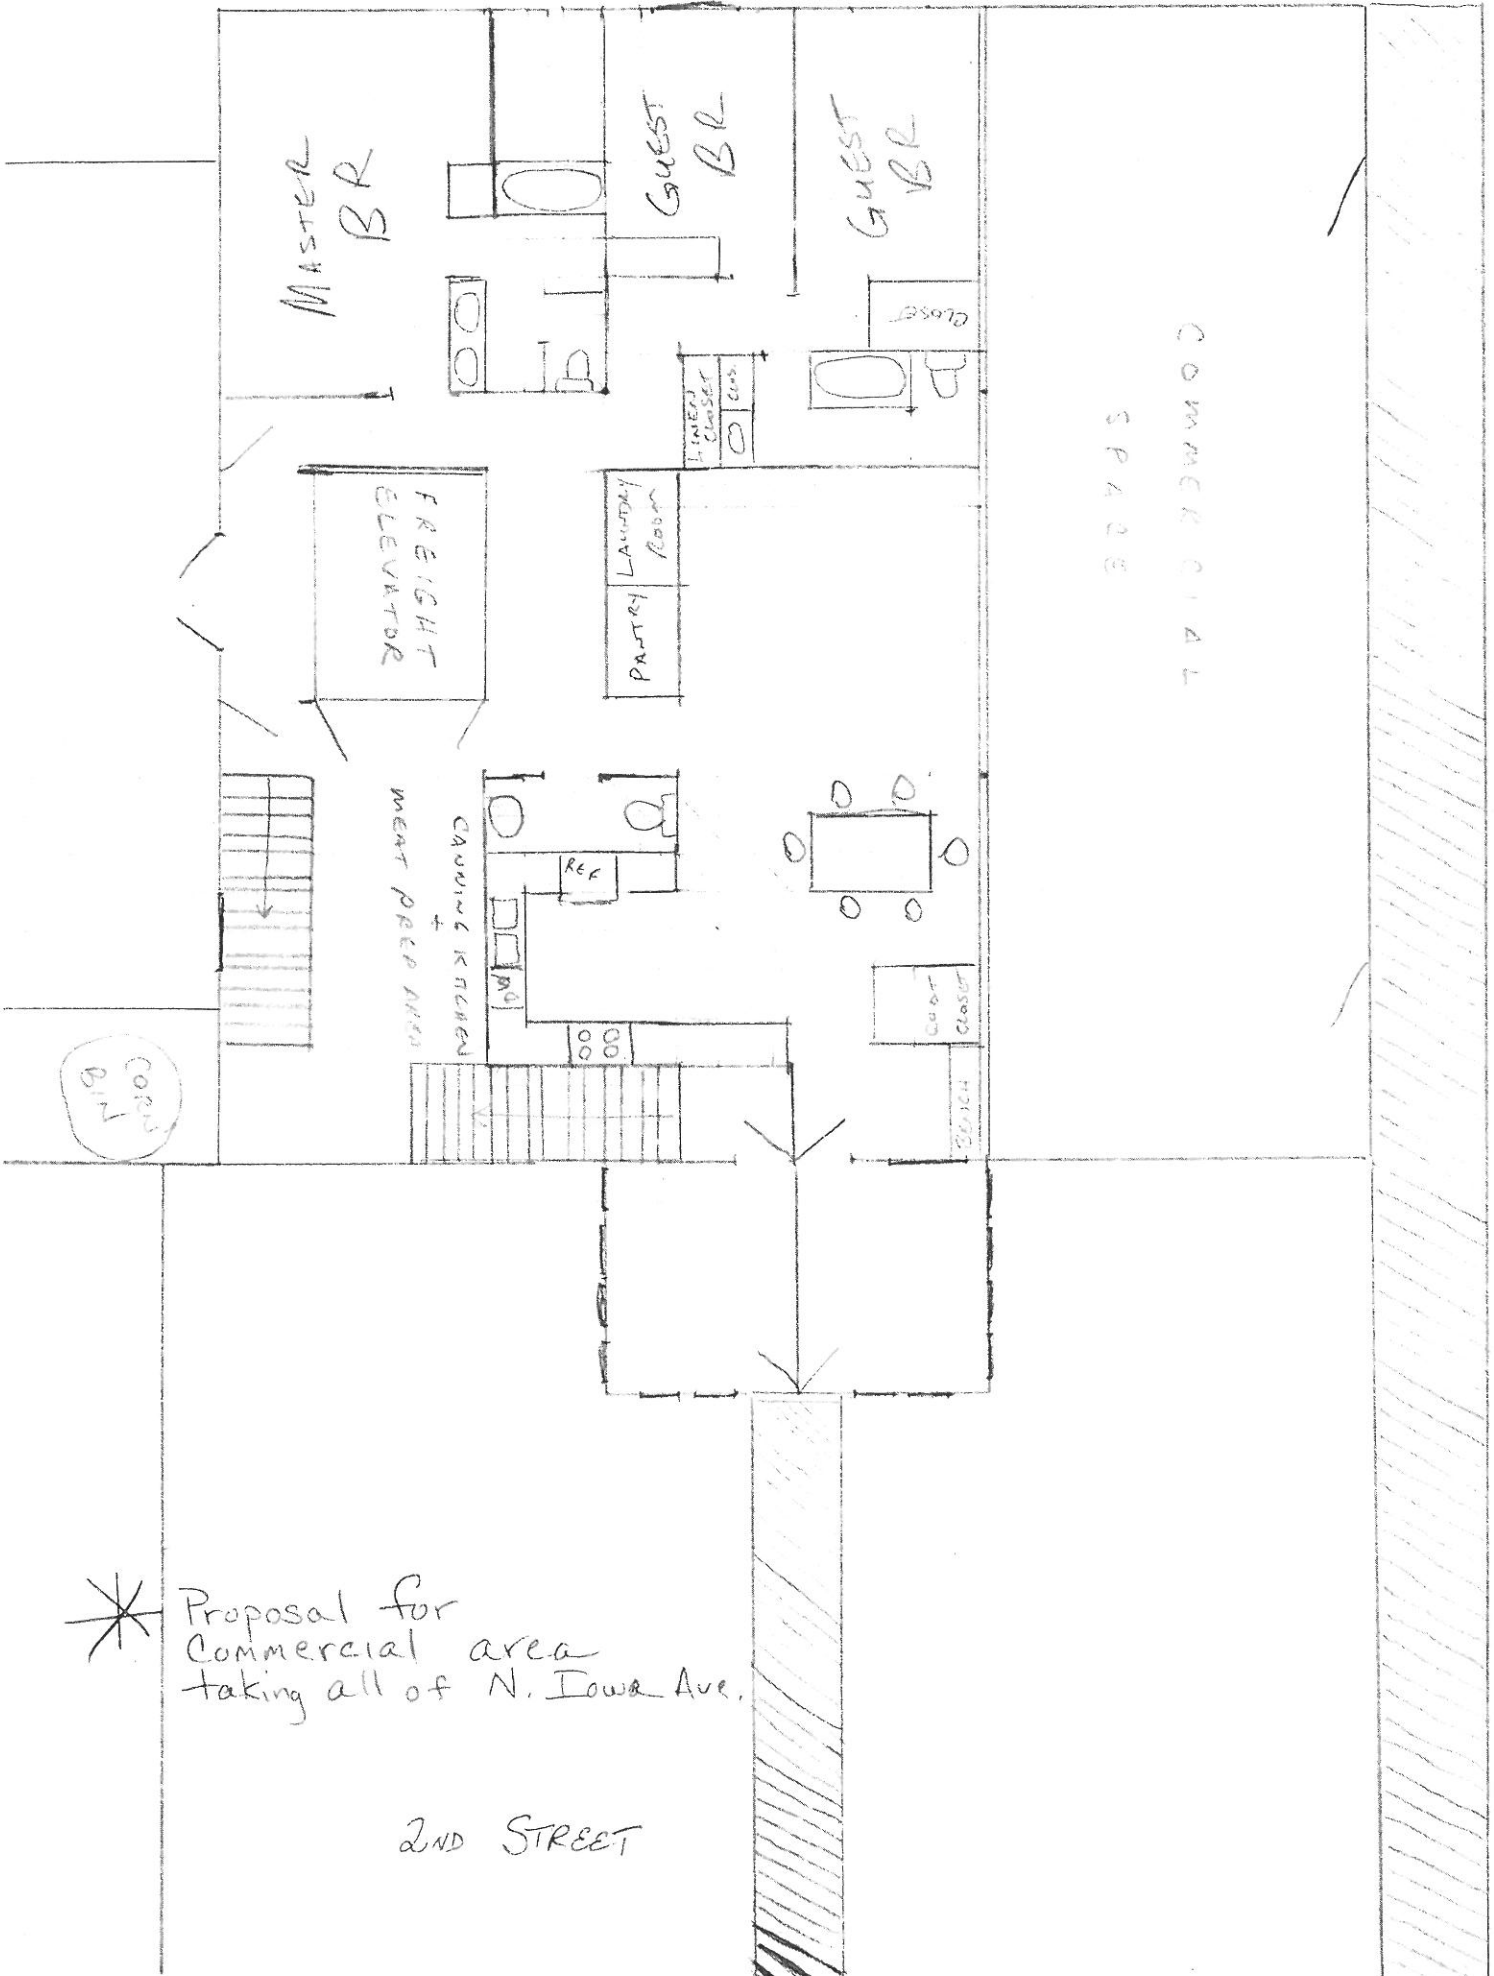 MASTER
BR
GUEST
BR
GUEST
BR
CLOSET
LINEN
CLOSET
CLOS.
COMMERCIAL
SPACE
FREIGHT
ELEVATOR
LAUNDRY
ROOM
PANTRY
CANNING KITCHEN
+
MEAT PREP AREA
REF
DW
COAT
CLOSET
BENCH
CORN
BIN
Proposal for
Commercial area
taking all of N. Iowa Ave.
2ND STREET